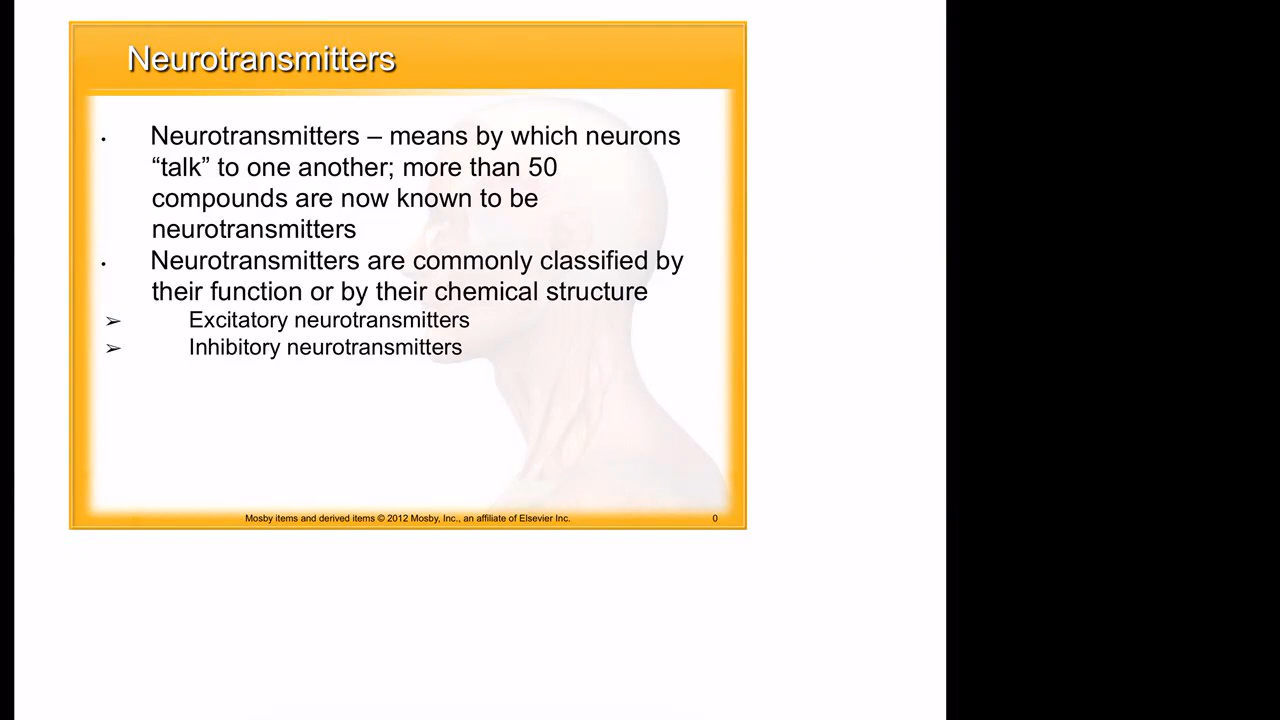 Neurotransmitters
• Neurotransmitters – means by which neurons
“talk” to one another; more than 50
compounds are now known to be
neurotransmitters
• Neurotransmitters are commonly classified by
their function or by their chemical structure
➢ Excitatory neurotransmitters
➢ Inhibitory neurotransmitters
Mosby items and derived items © 2012 Mosby, Inc., an affiliate of Elsevier Inc. 0